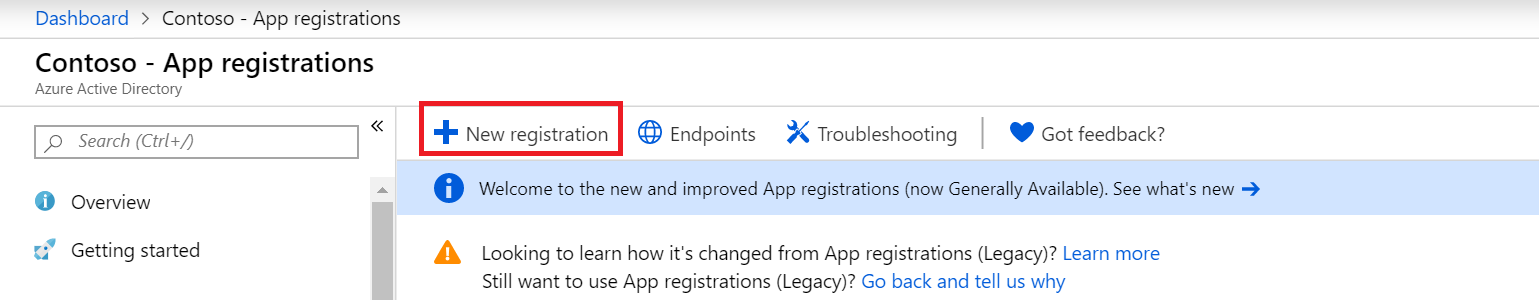 Dashboard > Contoso - App registrations
Contoso - App registrations
Azure Active Directory
Search (Ctrl+/)
«
New registration
Endpoints
Troubleshooting
Got feedback?
Overview
Getting started
Welcome to the new and improved App registrations (now Generally Available). See what's new →
Looking to learn how it's changed from App registrations (Legacy)? Learn more
Still want to use App registrations (Legacy)? Go back and tell us why